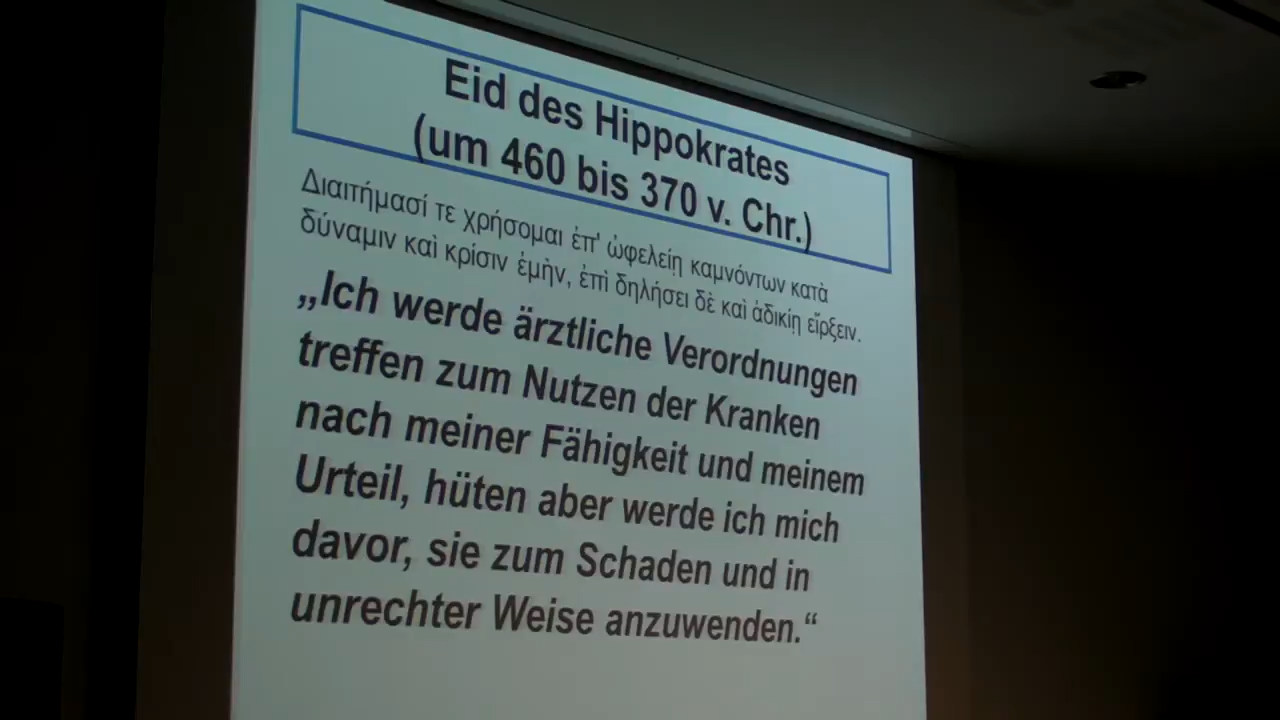 Eid des Hippokrates
(um 460 bis 370 v. Chr.)
Διαιτήμασί τε χρήσομαι ἐπ' ὠφελείῃ καμνόντων κατὰ
δύναμιν καὶ κρίσιν ἐμὴν, ἐπὶ δηλήσει δὲ καὶ ἀδικίῃ εἴρξειν.
„Ich werde ärztliche Verordnungen
treffen zum Nutzen der Kranken
nach meiner Fähigkeit und meinem
Urteil, hüten aber werde ich mich
davor, sie zum Schaden und in
unrechter Weise anzuwenden.“